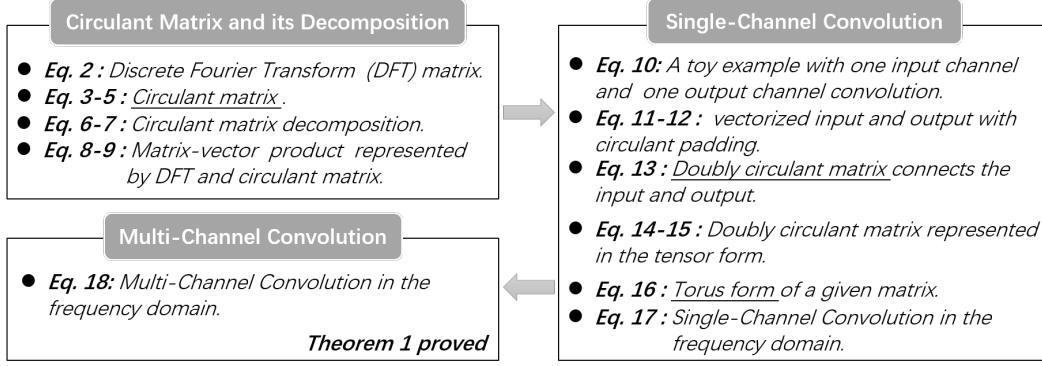 Circulant Matrix and its Decomposition
● Eq. 2 : Discrete Fourier Transform (DFT) matrix.
● Eq. 3-5 : Circulant matrix .
● Eq. 6-7 : Circulant matrix decomposition.
● Eq. 8-9 : Matrix-vector product represented
by DFT and circulant matrix.
Single-Channel Convolution
● Eq. 10: A toy example with one input channel
and one output channel convolution.
● Eq. 11-12 : vectorized input and output with
circulant padding.
● Eq. 13 : Doubly circulant matrix connects the
input and output.
● Eq. 14-15 : Doubly circulant matrix represented
in the tensor form.
● Eq. 16 : Torus form of a given matrix.
● Eq. 17 : Single-Channel Convolution in the
frequency domain.
Multi-Channel Convolution
● Eq. 18: Multi-Channel Convolution in the
frequency domain.
Theorem 1 proved